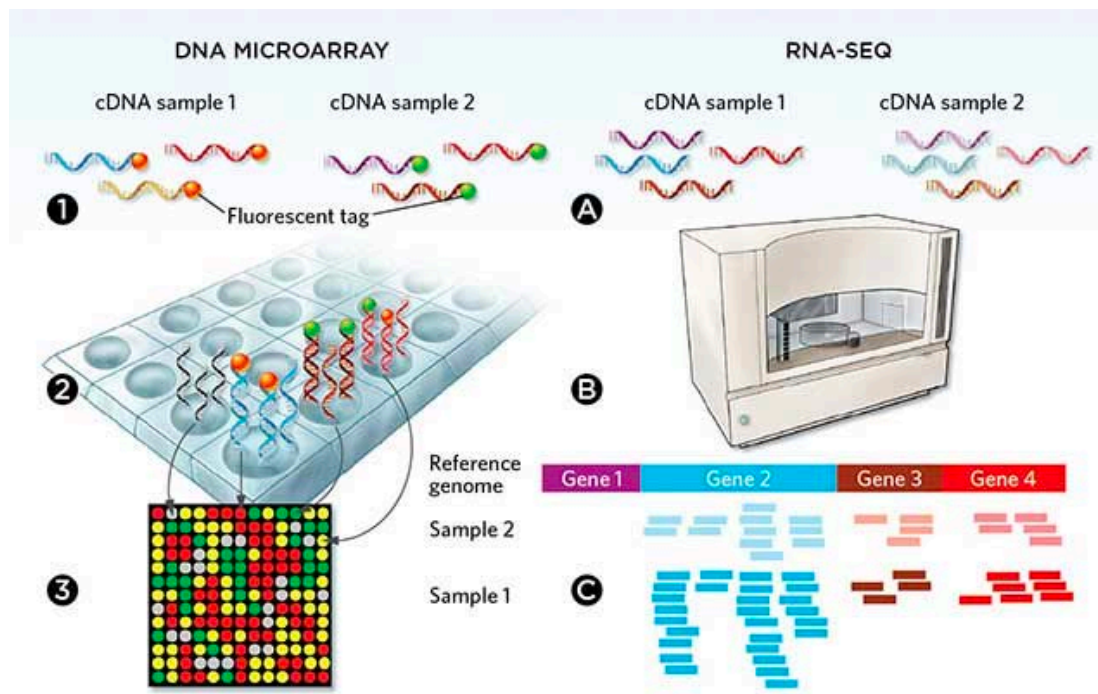 DNA MICROARRAY
cDNA sample 1
cDNA sample 2
Fluorescent tag
1
2
3
RNA-SEQ
cDNA sample 1
cDNA sample 2
A
B
Reference
genome
Gene 1
Gene 2
Gene 3
Gene 4
Sample 2
Sample 1
C